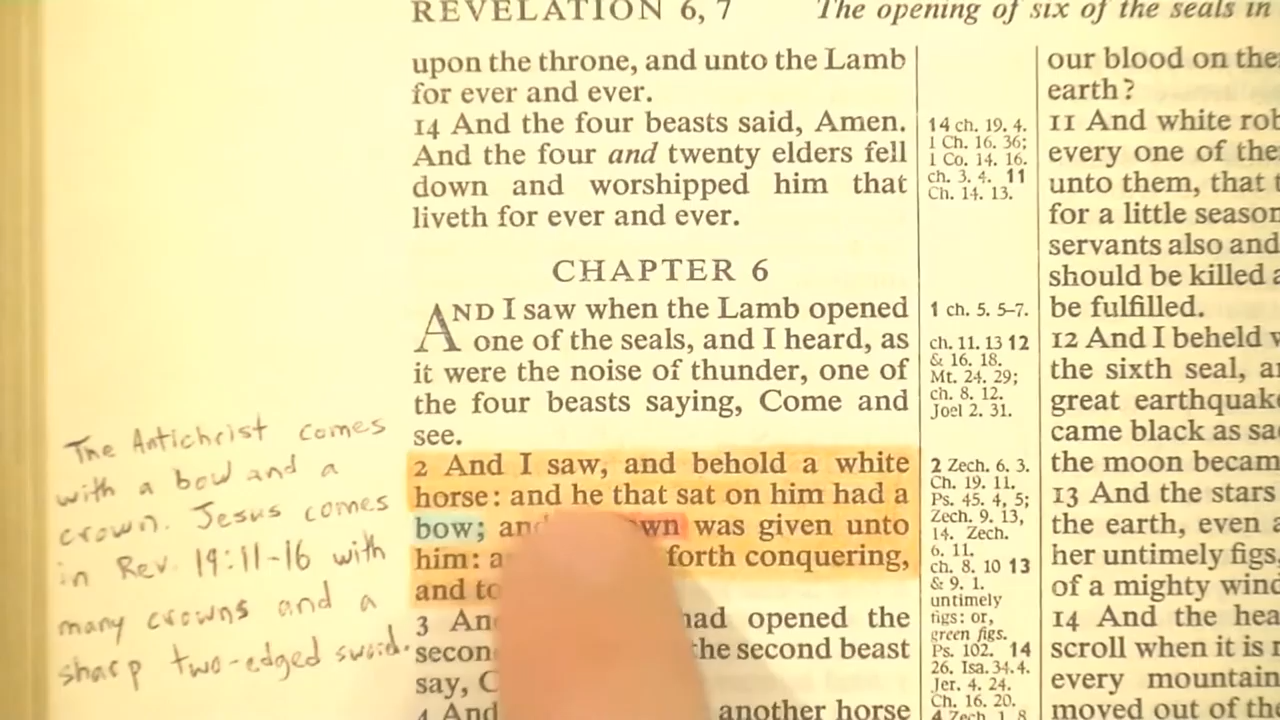 REVELATION 6, 7
The opening of six of the seals in
upon the throne, and unto the Lamb
for ever and ever.
14 And the four beasts said, Amen.
And the four and twenty elders fell
down and worshipped him that
liveth for ever and ever.
CHAPTER 6
AND I saw when the Lamb opened
one of the seals, and I heard, as
it were the noise of thunder, one of
the four beasts saying, Come and
see.
2 And I saw, and behold a white
horse: and he that sat on him had a
bow; was given unto
him: forth conquering,
and to
3 had opened the
the second beast
say,
4 And another horse
The Antichrist comes
with a bow and a
crown. Jesus comes
in Rev. 19:11-16 with
many crowns and a
sharp two-edged sword.
14 ch. 19. 4.
1 Ch. 16. 36;
1 Co. 14. 16.
ch. 3. 4. 11
Ch. 14. 13.
1 ch. 5. 5-7.
ch. 11. 13 12
& 16. 18.
Mt. 24. 29;
ch. 8. 12.
Joel 2. 31.
2 Zech. 6. 3.
Ch. 19. 11.
Ps. 45. 4, 5;
Zech. 9. 13,
14. Zech.
6. 11.
ch. 8. 10 13
& 9. 1.
untimely
figs: or,
green figs.
Ps. 102. 14
26. Isa. 34. 4.
Jer. 4. 24.
Ch. 16. 20.
4 Zech. 1. 8
our blood on the
earth?
11 And white
every one of
unto them, that
for a little season
servants also and
should be killed
be fulfilled.
12 And I beheld
the sixth seal,
great earthquake
came black as
the moon
13 And the stars
the earth, even
her untimely figs,
of a mighty wind
14 And the
scroll when it is
every mountain
moved out of the